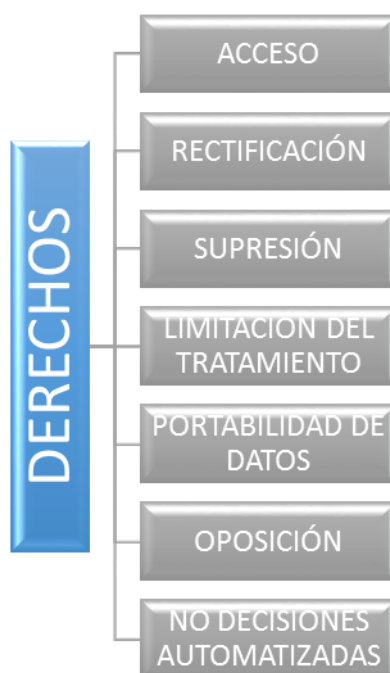 DERECHOS
ACCESO
RECTIFICACIÓN
SUPRESIÓN
LIMITACIÓN DEL
TRATAMIENTO
PORTABILIDAD DE
DATOS
OPOSICIÓN
NO DECISIONES
AUTOMATIZADAS